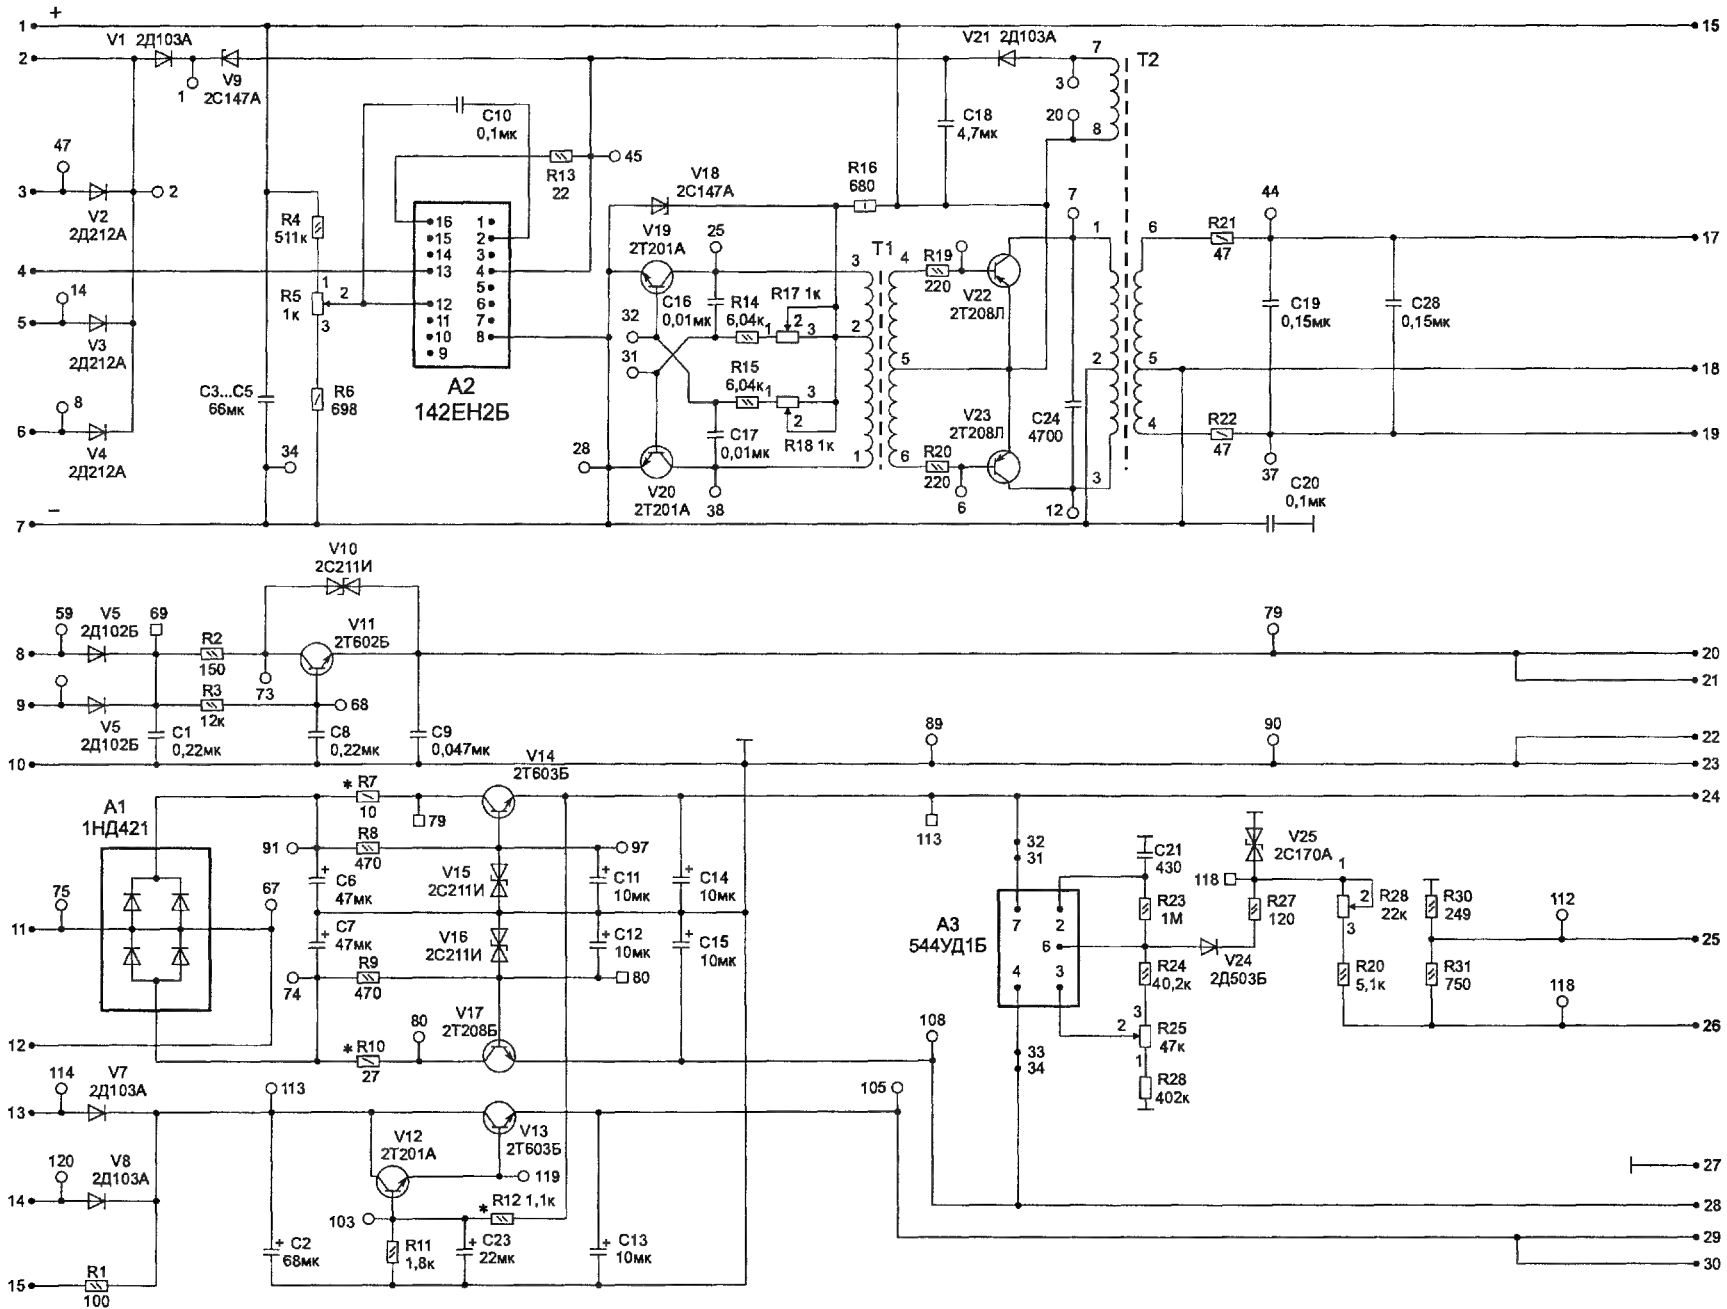 1
+
15
V1 2Д103А
2
1
V9
2С147А
V21 2Д103А
7
T2
3
20
8
C10
0,1мк
C18
4,7мк
47
3
2
V2
2Д212А
R13
22
45
V18
2С147А
R16
680
R4
511к
16
15
14
13
12
11
10
9
1
2
3
4
5
6
7
8
A2
142ЕН2Б
4
14
5
V3
2Д212А
8
6
V4
2Д212А
1
R5
1к
2
3
C3...C5
66мк
R6
698
34
7
−
V19
2Т201А
25
C16
0,01мк
R14
6,04к
1
R17 1к
2
3
32
31
R15
6,04к
1
3
2
R18 1к
C17
0,01мк
28
V20
2Т201А
38
T1
3
2
1
4
5
6
R19
220
V22
2Т208Л
V23
2Т208Л
R20
220
6
7
1
2
3
C24
4700
12
6
5
4
R21
47
44
17
C19
0,15мк
C28
0,15мк
18
R22
47
19
37
C20
0,1мк
V10
2С211И
59
V5
2Д102Б
69
8
R2
150
V11
2Т602Б
73
9
R3
12к
68
V5
2Д102Б
C1
0,22мк
C8
0,22мк
C9
0,047мк
10
79
20
21
89
90
22
23
V14
2Т603Б
A1
1НД421
* R7
10
79
24
91
R8
470
97
113
V15
2С211И
C6
47мк
+
C11
10мк
+
C14
10мк
+
75
67
11
C7
47мк
+
V16
2С211И
C12
10мк
+
C15
10мк
+
74
R9
470
80
V17
2Т208Б
12
* R10
27
80
108
32
31
A3
544УД1Б
7
2
6
4
3
33
34
C21
430
R23
1М
R24
40,2к
3
2
R25
47к
1
R28
402к
V24
2Д503Б
118
V25
2С170А
R27
120
1
2
R28
22к
3
R20
5,1к
R30
249
R31
750
112
25
118
26
114
V7
2Д103А
13
113
V12
2Т201А
V13
2Т603Б
105
120
V8
2Д103А
14
119
* R12 1,1к
103
R11
1,8к
+
C23
22мк
+
C2
68мк
+
C13
10мк
15
R1
100
27
28
29
30